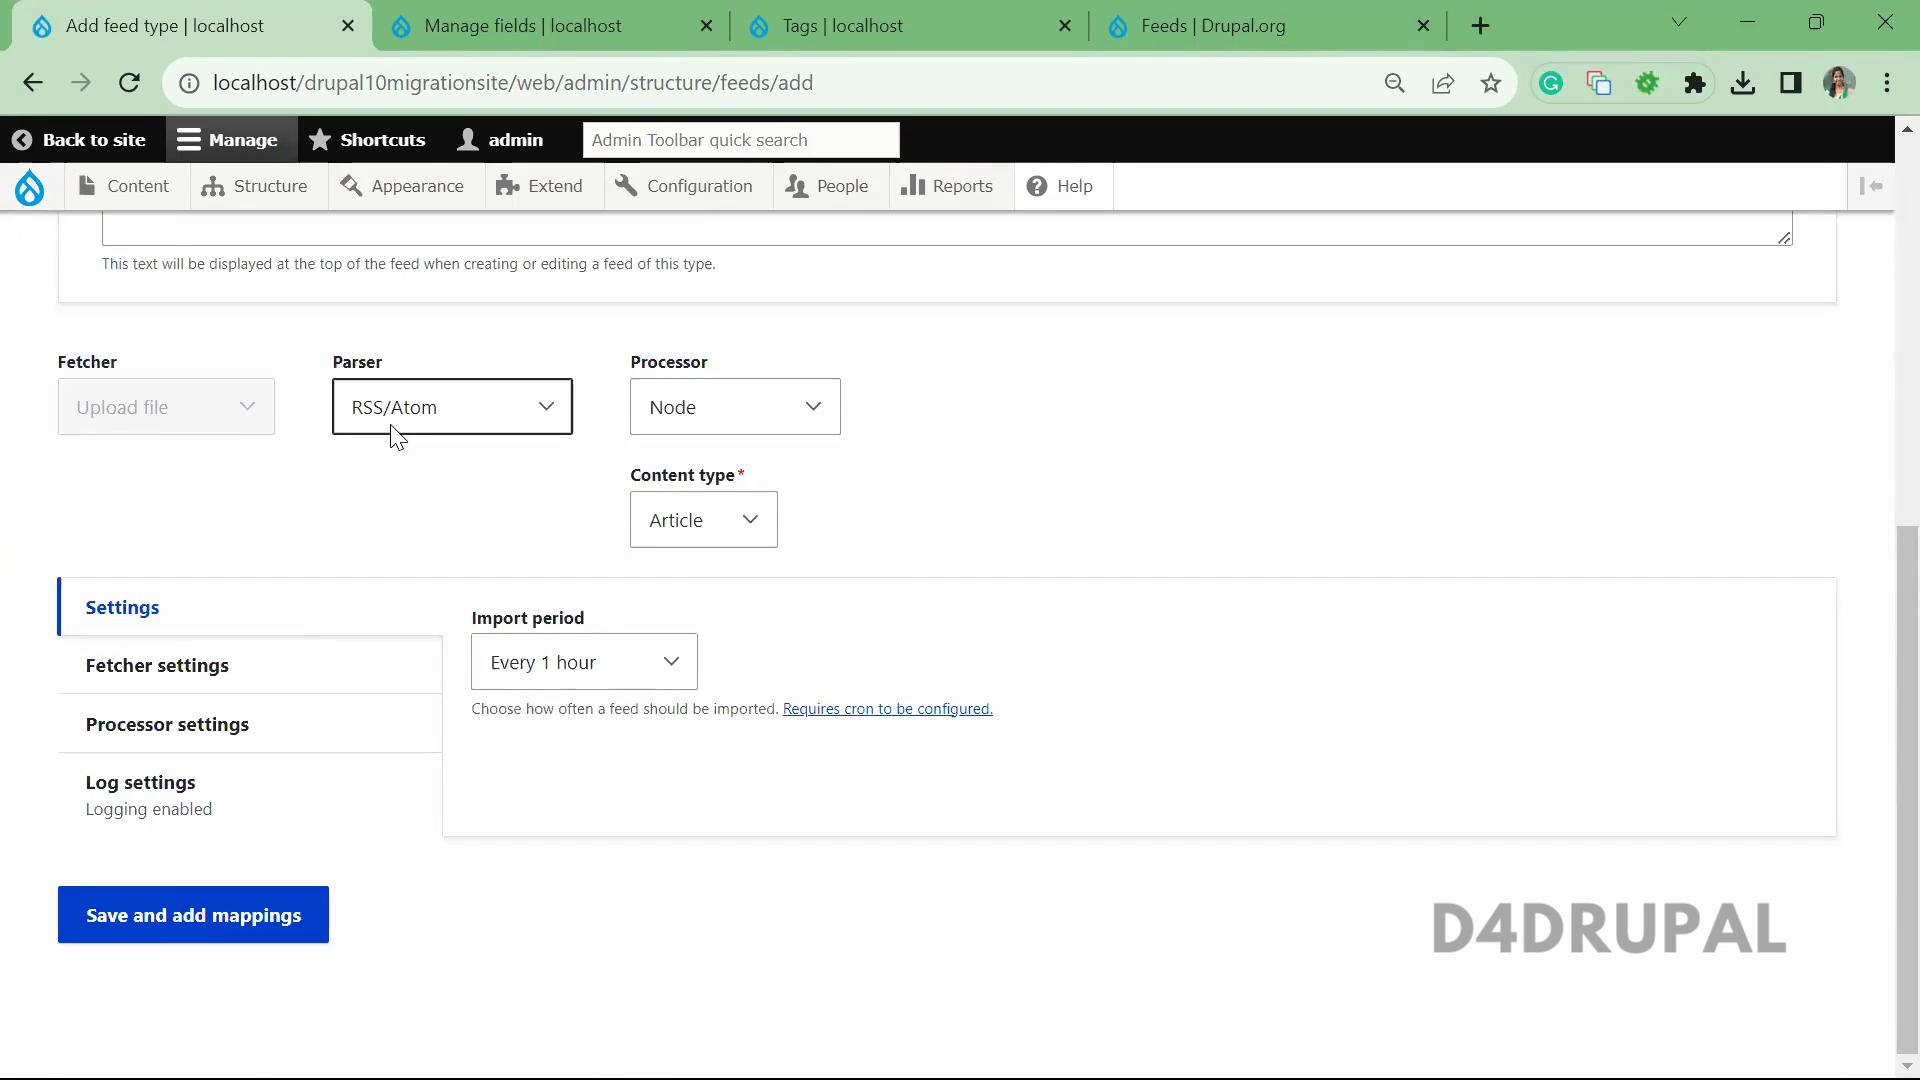 Add feed type | localhost
Manage fields | localhost
Tags | localhost
Feeds | Drupal.org
localhost/drupal10migrationsite/web/admin/structure/feeds/add
Back to site
Manage
Shortcuts
admin
Admin Toolbar quick search
Content
Structure
Appearance
Extend
Configuration
People
Reports
Help
This text will be displayed at the top of the feed when creating or editing a feed of this type.
Fetcher
Parser
Processor
Upload file
RSS/Atom
Node
Content type*
Article
Settings
Import period
Every 1 hour
Choose how often a feed should be imported. Requires cron to be configured.
Fetcher settings
Processor settings
Log settings
Logging enabled
Save and add mappings
D4DRUPAL